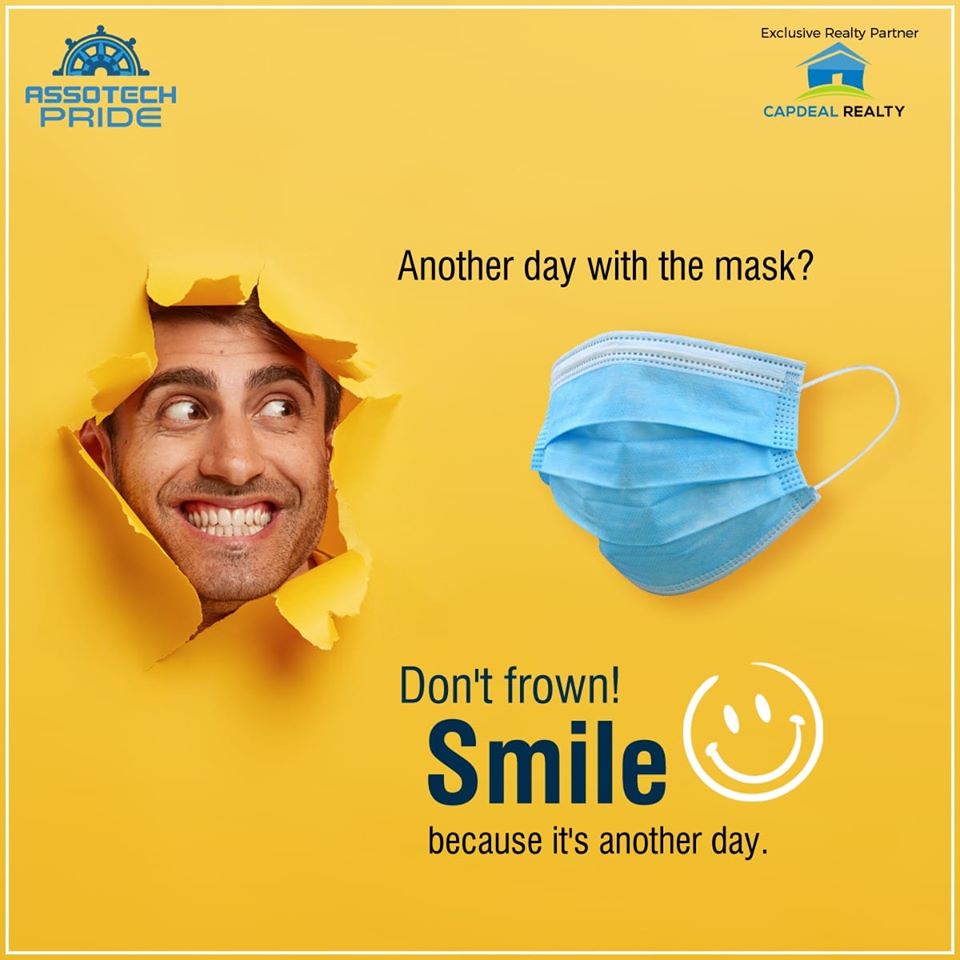 ASSOTECH
PRIDE
Exclusive Realty Partner
CAPDEAL REALTY
Another day with the mask?
Don't frown!
Smile
because it's another day.